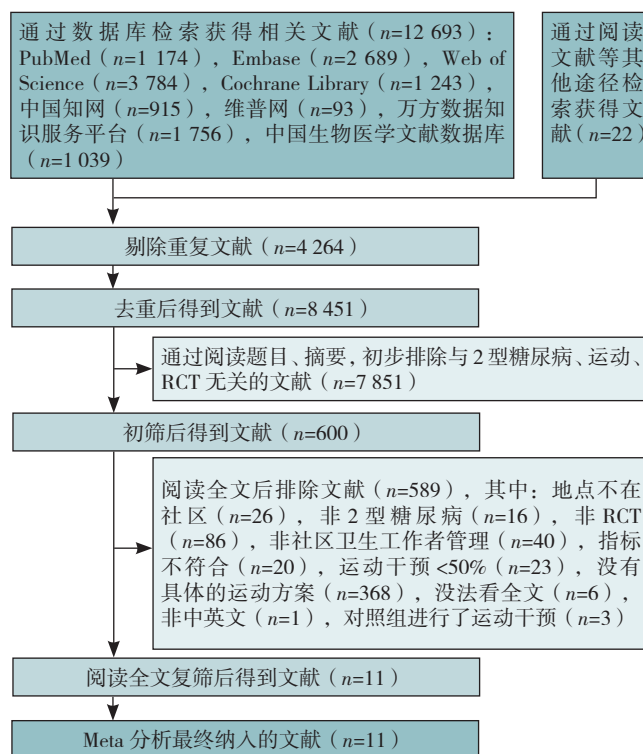 通过数据库检索获得相关文献（n=12 693）：
PubMed（n=1 174），Embase（n=2 689），Web of
Science（n=3 784），Cochrane Library（n=1 243），
中国知网（n=915），维普网（n=93），万方数据知
识服务平台（n=1 756），中国生物医学文献数据库
（n=1 039）
通过阅读
文献等其
他途径检
索获得文
献（n=22）
剔除重复文献（n=4 264）
去重后得到文献（n=8 451）
通过阅读题目、摘要，初步排除与 2 型糖尿病、运动、
RCT 无关的文献（n=7 851）
初筛后得到文献（n=600）
阅读全文后排除文献（n=589），其中：地点不在
社区（n=26），非 2 型糖尿病（n=16），非 RCT
（n=86），非社区卫生工作者管理（n=40），指标
不符合（n=20），运动干预 <50%（n=23），没有
具体的运动方案（n=368），没法看全文（n=6），
非中英文（n=1），对照组进行了运动干预（n=3）
阅读全文复筛后得到文献（n=11）
Meta 分析最终纳入的文献（n=11）